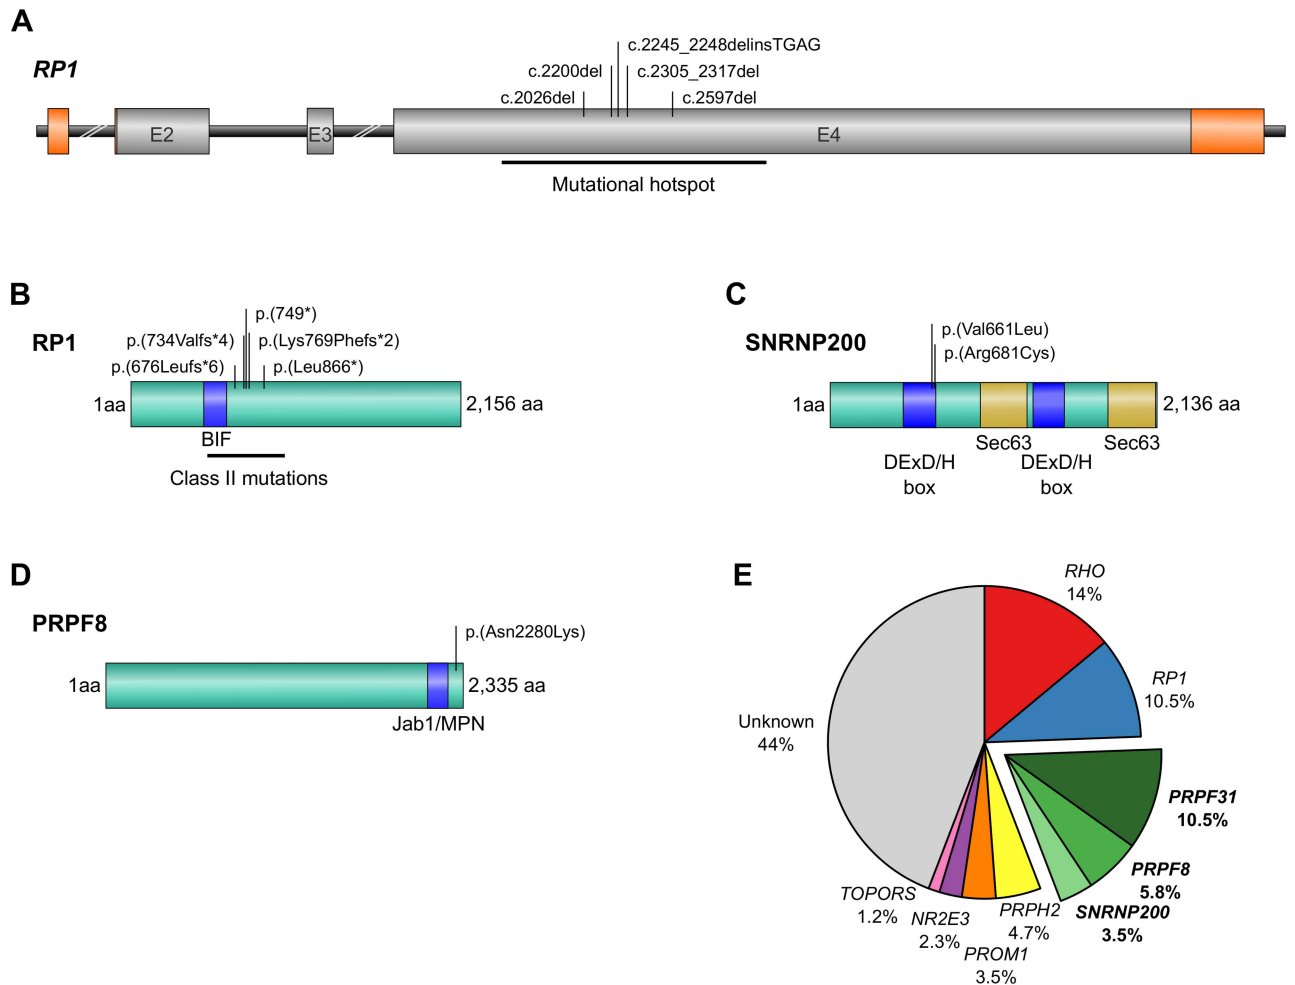 A
RP1
c.2245_2248delinsTGAG
c.2200del
c.2305_2317del
c.2026del
c.2597del
E2
E3
E4
Mutational hotspot
B
RP1
p.(749*)
p.(734Valfs*4)
p.(Lys769Phefs*2)
p.(676Leufs*6)
p.(Leu866*)
1aa
2,156 aa
BIF
Class II mutations
C
SNRNP200
p.(Val661Leu)
p.(Arg681Cys)
1aa
2,136 aa
Sec63
Sec63
DExD/H
box
DExD/H
box
D
PRPF8
p.(Asn2280Lys)
1aa
2,335 aa
Jab1/MPN
E
RHO
14%
RP1
10.5%
PRPF31
10.5%
PRPF8
5.8%
SNRNP200
3.5%
PRPH2
4.7%
PROM1
3.5%
NR2E3
2.3%
TOPORS
1.2%
Unknown
44%